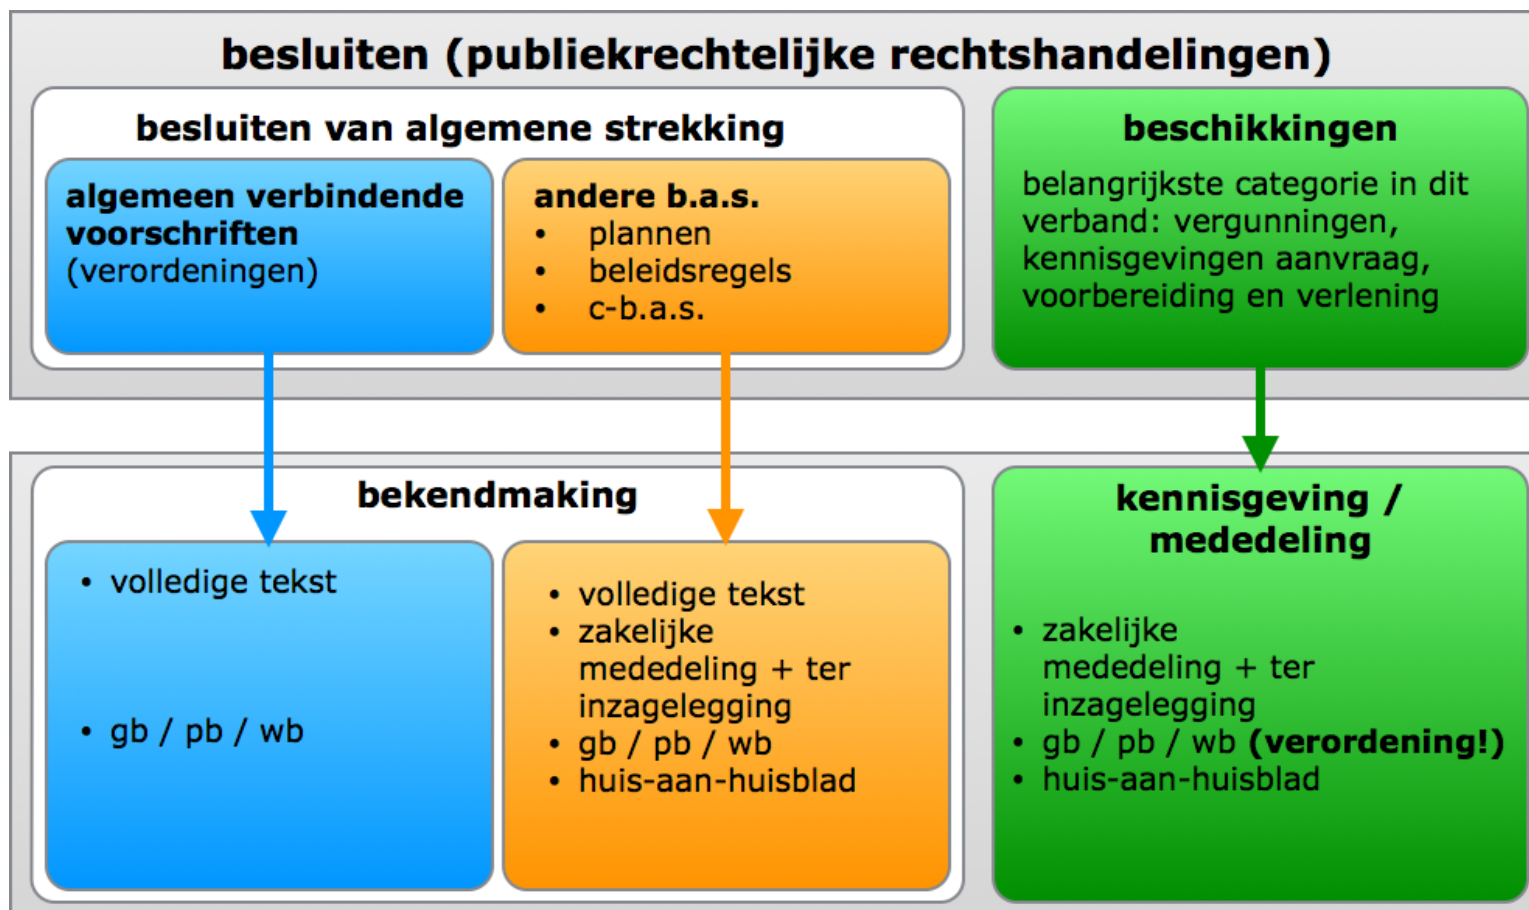 besluiten (publiekrechtelijke rechtshandelingen)
besluiten van algemene strekking
algemeen verbindende
voorschriften
(verordeningen)
andere b.a.s.
• plannen
• beleidsregels
• c-b.a.s.
beschikkingen
belangrijkste categorie in dit
verband: vergunningen,
kennisgevingen aanvraag,
voorbereiding en verlening
bekendmaking
• volledige tekst
• gb / pb / wb
• volledige tekst
• zakelijke
mededeling + ter
inzagelegging
• gb / pb / wb
• huis-aan-huisblad
kennisgeving /
mededeling
• zakelijke
mededeling + ter
inzagelegging
• gb / pb / wb (verordening!)
• huis-aan-huisblad